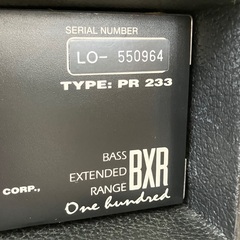 SERIAL NUMBER
LO- 550964
TYPE: PR 233
BASS
EXTENDED
RANGE
BXR
CORP.,
One hundred